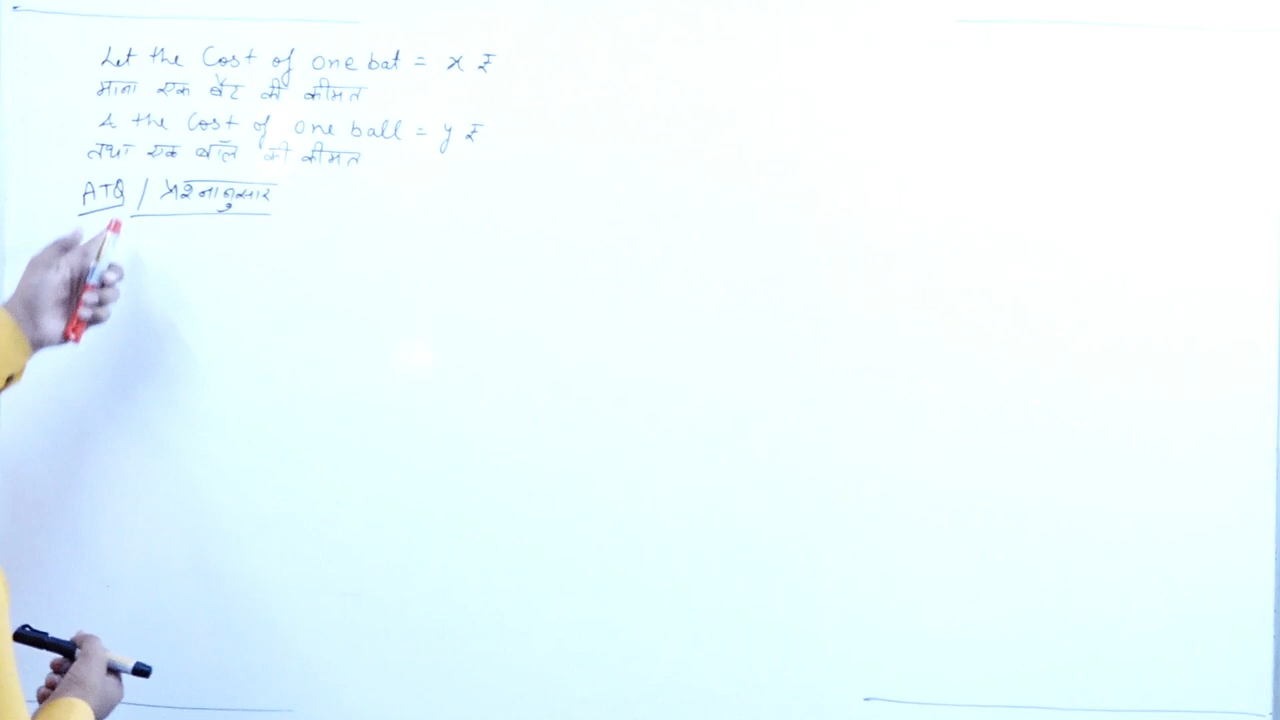 Let the Cost of one bat = x ₹
माना एक बैट की कीमत
& the Cost of one ball = y ₹
तथा एक बॉल की कीमत
ATQ / प्रश्नानुसार